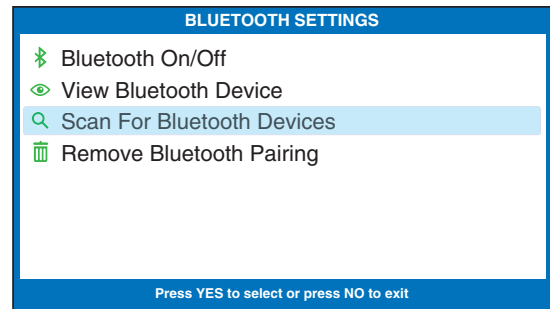 BLUETOOTH SETTINGS
Bluetooth On/Off
View Bluetooth Device
Scan For Bluetooth Devices
Remove Bluetooth Pairing
Press YES to select or press NO to exit